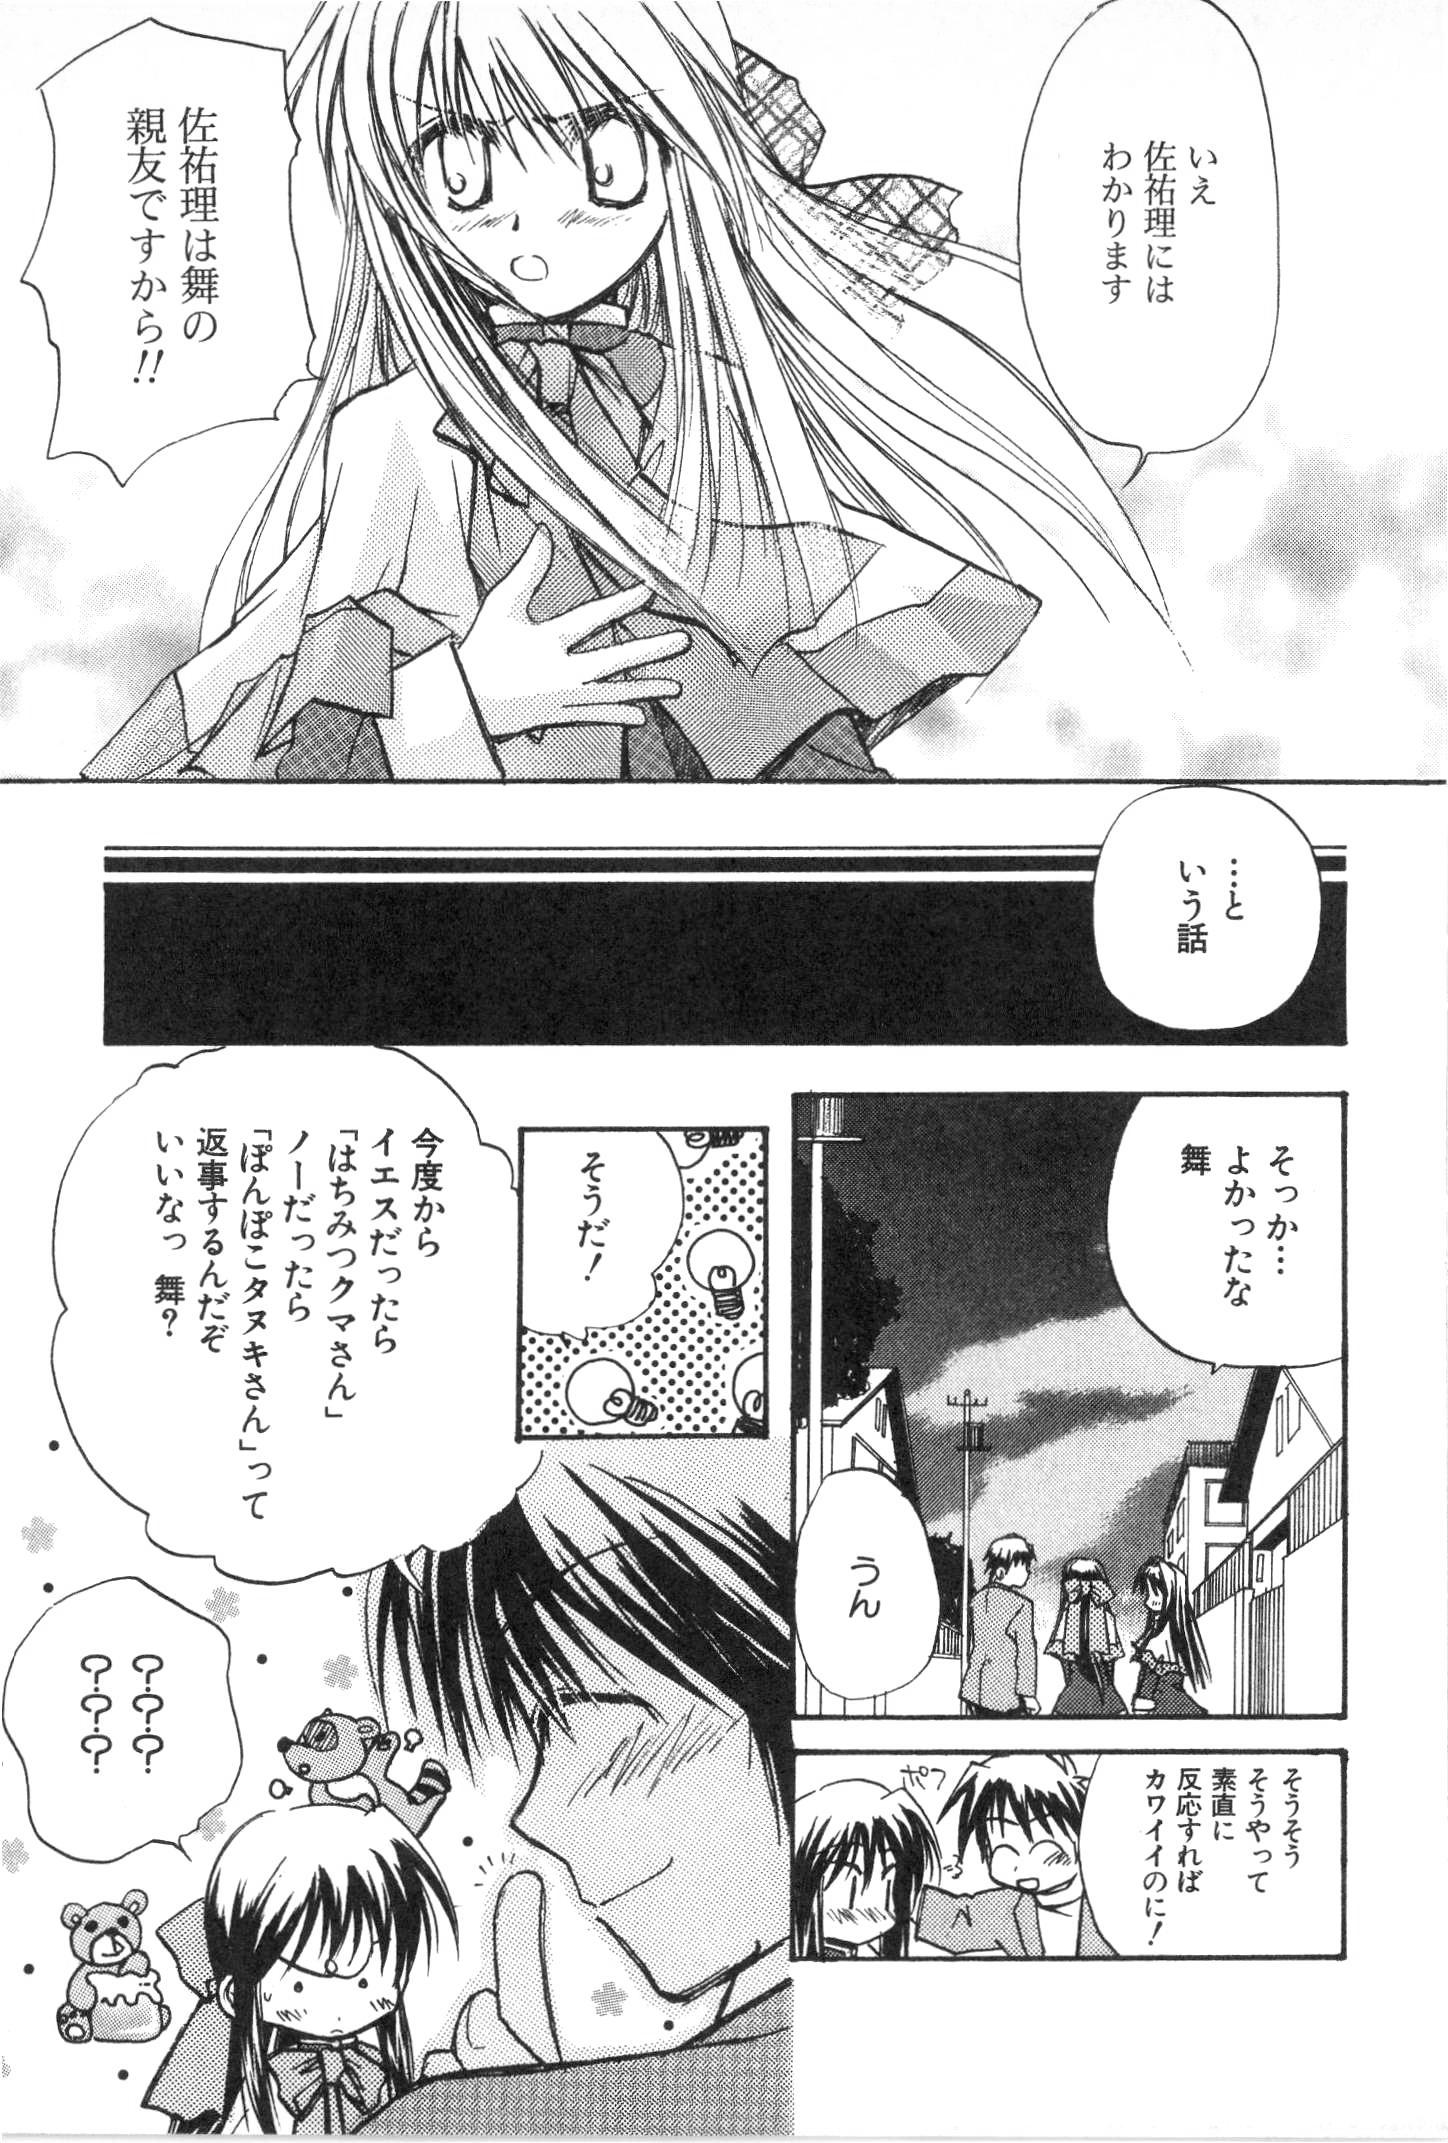 いえ
佐祐理には
わかります
佐祐理は舞の
親友ですから!!
…と
いう話
そっか…
よかったな
舞
うん
そうそう
そうやって
素直に
反応すれば
カワイイのに!
そうだ!
今度から
イエスだったら
「はちみつクマさん」
ノーだったら
「ぽんぽこタヌキさん」って
返事するんだぞ
いいなっ 舞?
???
???